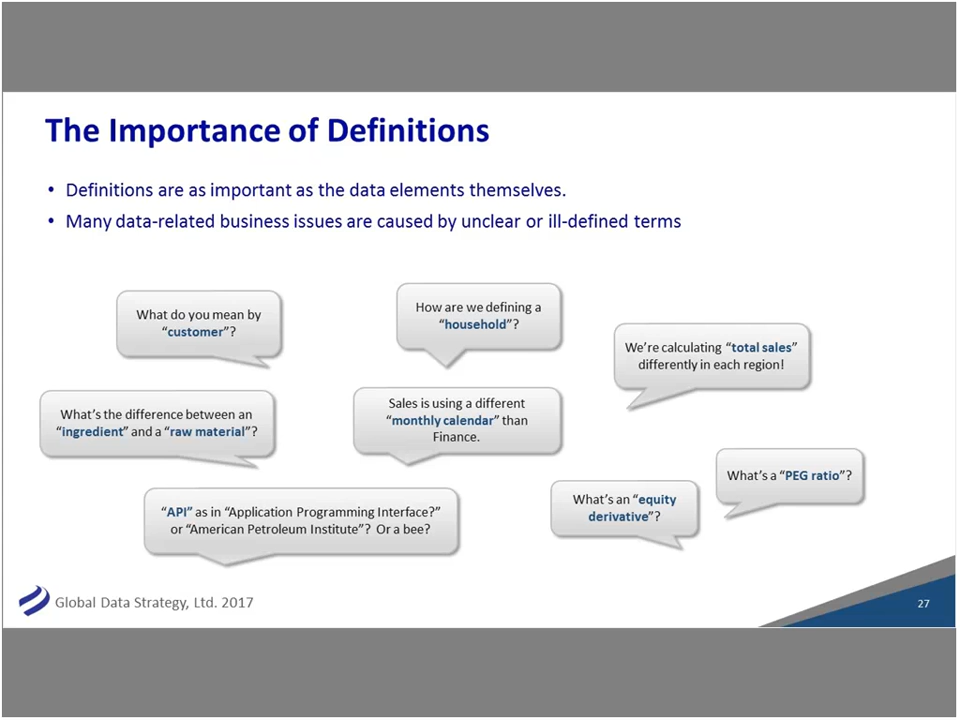 The Importance of Definitions
• Definitions are as important as the data elements themselves.
• Many data-related business issues are caused by unclear or ill-defined terms
What do you mean by
“customer”?
How are we defining a
“household”?
We’re calculating “total sales”
differently in each region!
What’s the difference between an
“ingredient” and a “raw material”?
Sales is using a different
“monthly calendar” than
Finance.
What’s a “PEG ratio”?
“API” as in “Application Programming Interface?”
or “American Petroleum Institute”? Or a bee?
What’s an “equity
derivative”?
Global Data Strategy, Ltd. 2017
27